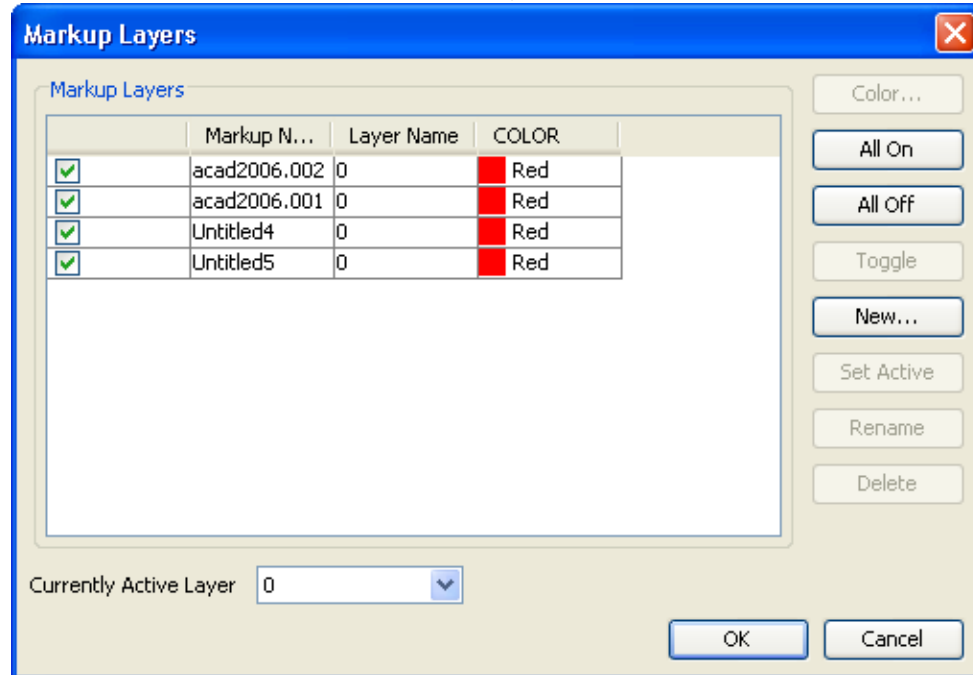 Markup Layers
Markup Layers
Markup N... Layer Name COLOR
acad2006.002 0 Red
acad2006.001 0 Red
Untitled4 0 Red
Untitled5 0 Red
Color...
All On
All Off
Toggle
New...
Set Active
Rename
Delete
Currently Active Layer 0
OK Cancel